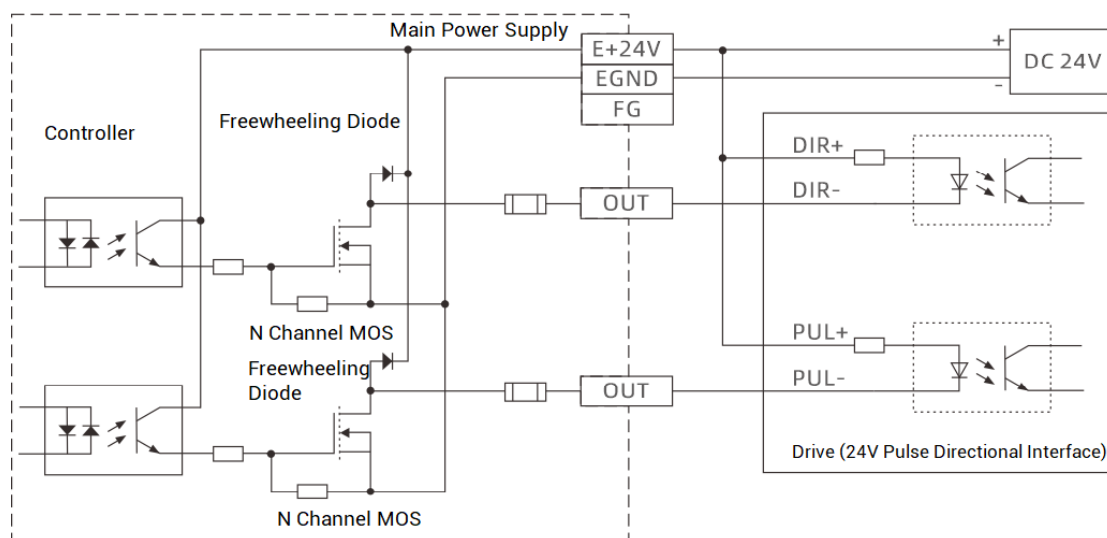 Main Power Supply
E+24V
+
DC 24V
EGND
-
FG
Freewheeling Diode
Controller
DIR+
DIR-
OUT
N Channel MOS
PUL+
Freewheeling
Diode
PUL-
OUT
Drive (24V Pulse Directional Interface)
N Channel MOS